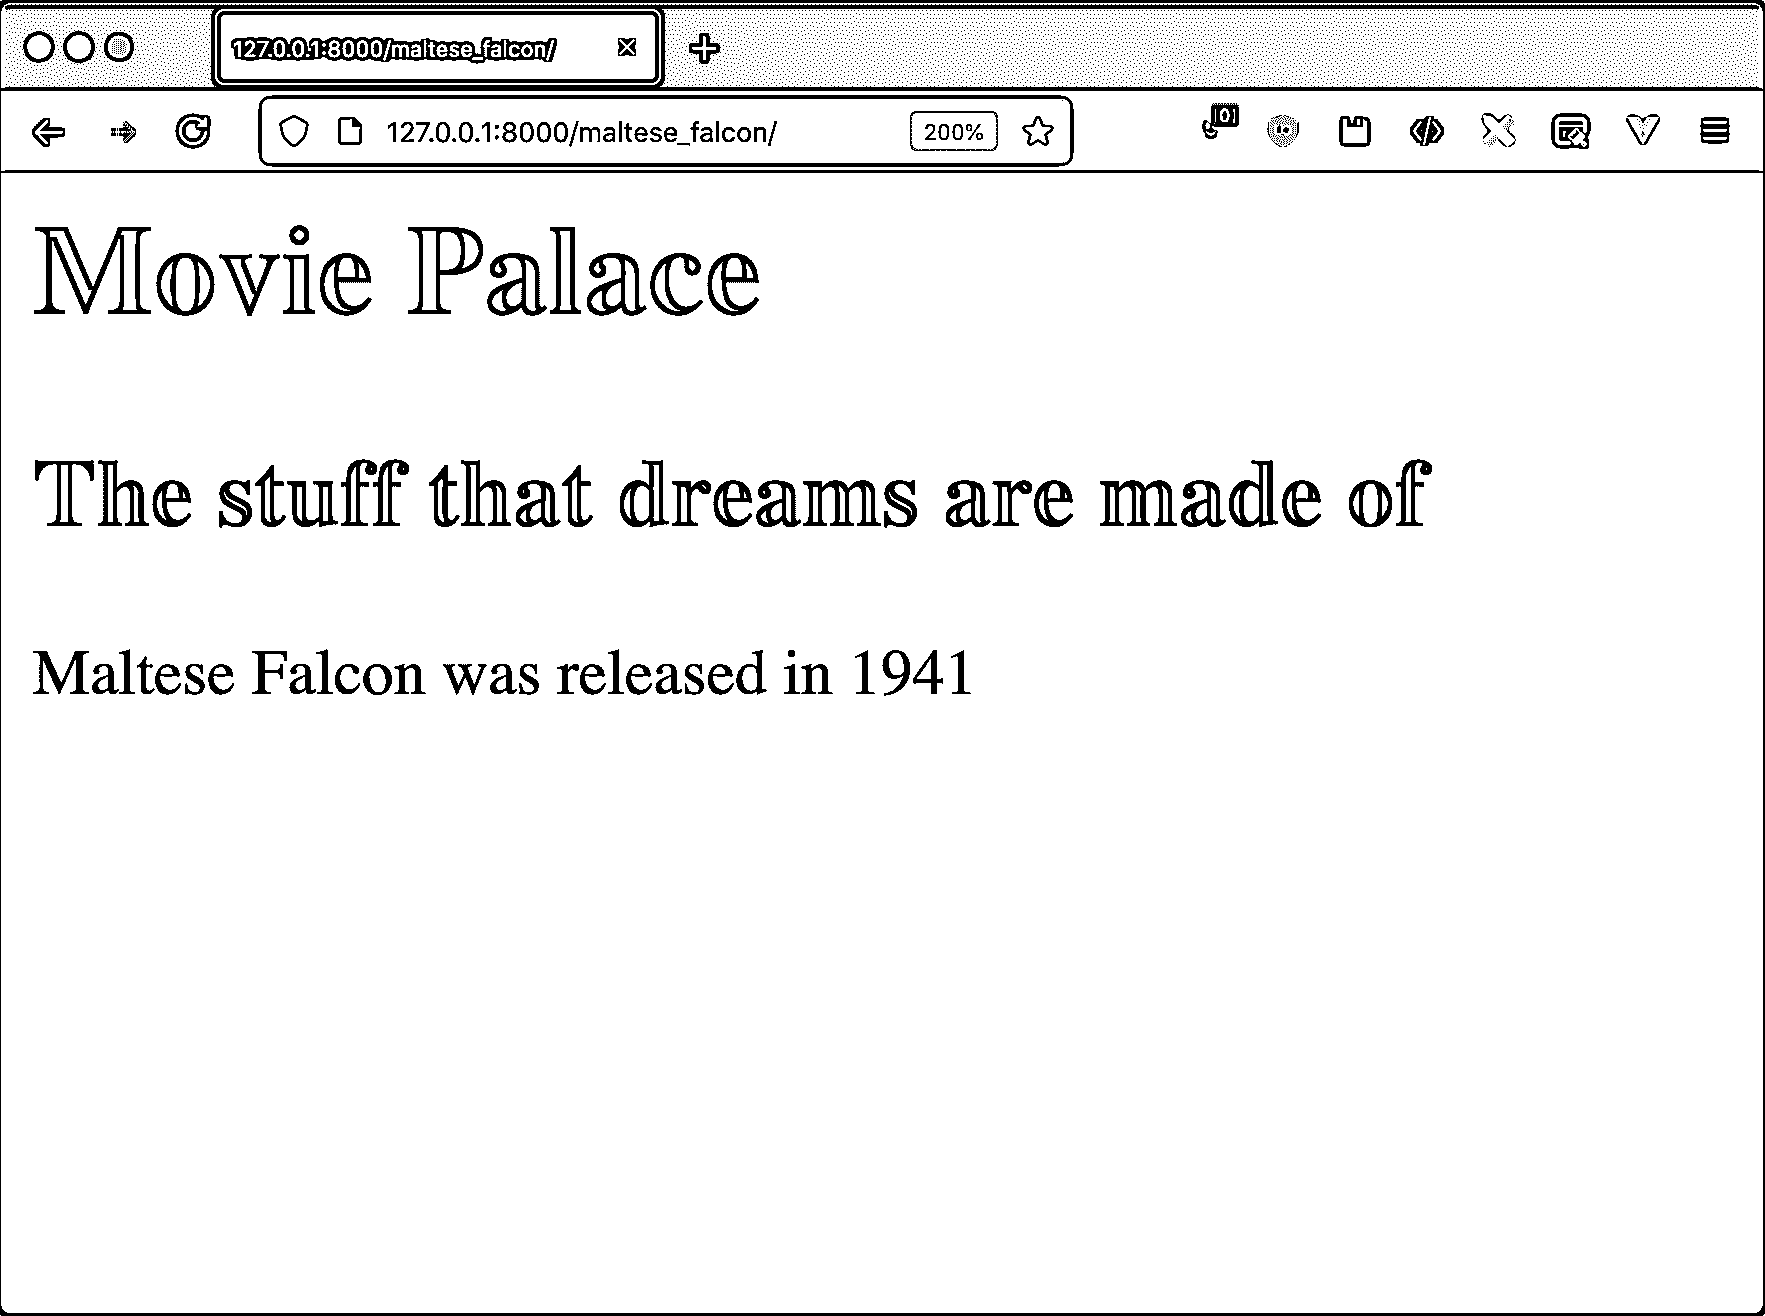 127.0.0.1:8000/maltese_falcon/
127.0.0.1:8000/maltese_falcon/ 200%
Movie Palace
The stuff that dreams are made of
Maltese Falcon was released in 1941